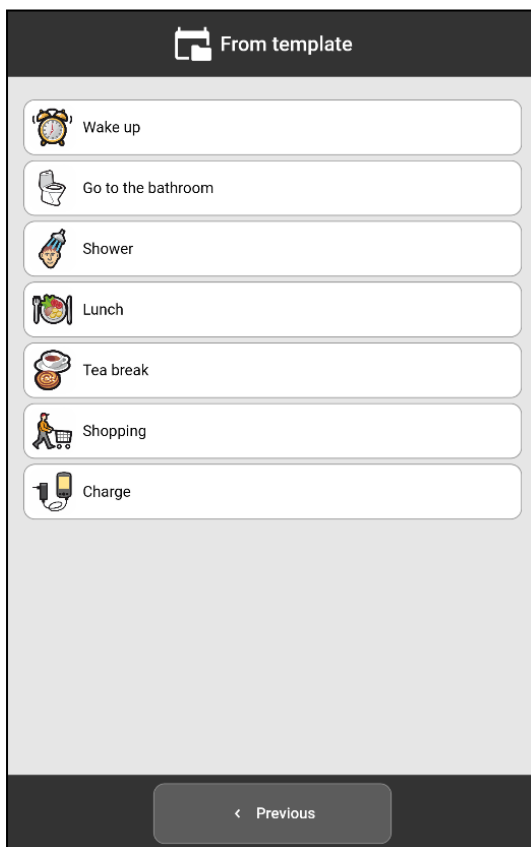 From template
Wake up
Go to the bathroom
Shower
Lunch
Tea break
Shopping
Charge
Previous